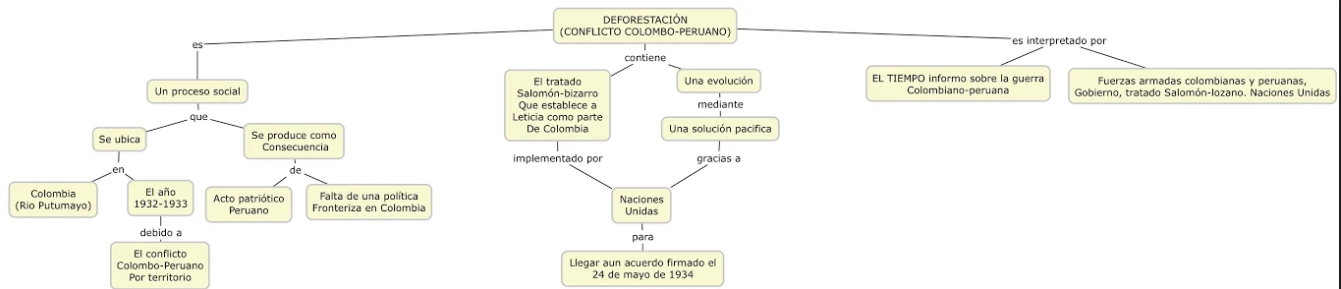 DEFORESTACIÓN
(CONFLICTO COLOMBO-PERUANO)
es
Un proceso social
que
Se ubica
en
Colombia
(Rio Putumayo)
El año
1932-1933
debido a
El conflicto
Colombo-Peruano
Por territorio
Se produce como
Consecuencia
de
Acto patriótico
Peruano
Falta de una política
Fronteriza en Colombia
contiene
El tratado
Salomón-bizarro
Que establece a
Leticia como parte
De Colombia
implementado por
Una evolución
mediante
Una solución pacifica
gracias a
Naciones
Unidas
para
Llegar aun acuerdo firmado el
24 de mayo de 1934
es interpretado por
EL TIEMPO informo sobre la guerra
Colombiano-peruana
Fuerzas armadas colombianas y peruanas,
Gobierno, tratado Salomón-lozano. Naciones Unidas